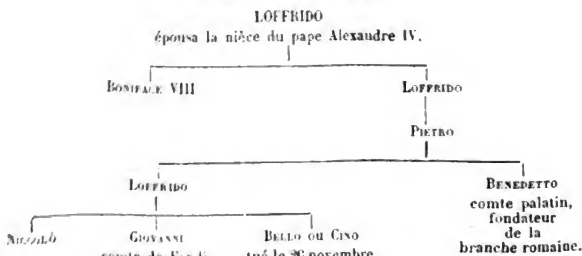 LOFFRIDO
épousa la nièce du pape Alexandre IV.
BONIFACE VIII
LOFFRIDO
PIETRO
LOFFRIDO
BENEDETTO
comte palatin,
fondateur
de la
branche romaine.
NICCOLÒ
GIOVANNI
BELLO OU CINO
comte de
tué le 26 novembre